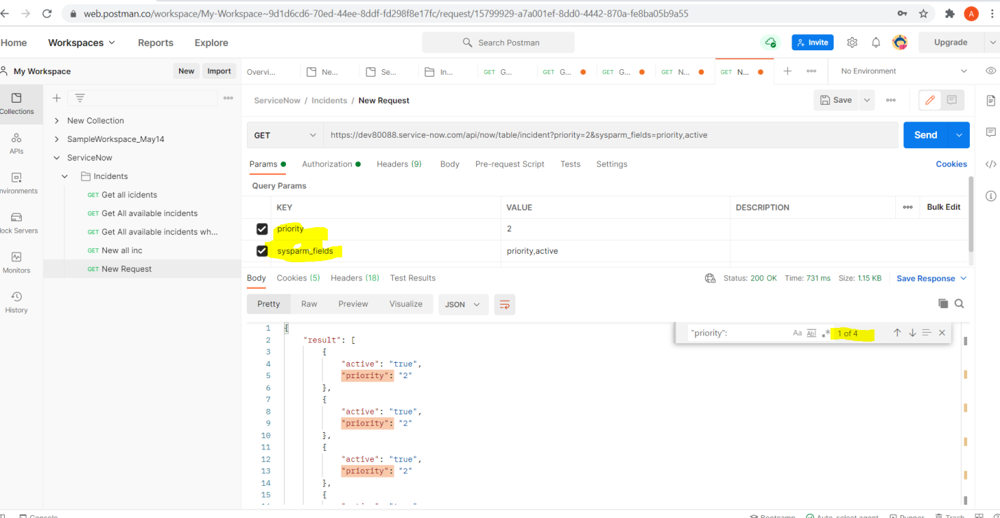 web.postman.co/workspace/My-Workspace~9d1d6cd6-70ed-44ee-8ddf-fd298f8e17fc/request/15799929-a7a001ef-8dd0-4442-870a-fe8ba05b9a55 A
Home Workspaces Reports Explore Search Postman Invite Upgrade
My Workspace New Import Overvi... Ne... Se... In... GET G... GET G... GET G... GET N... GET N... No Environment
Collections
APIs
nvironments
lock Servers
Monitors
History
New Collection
SampleWorkspace_May14
ServiceNow
Incidents
GET Get all icidents
GET Get All available incidents
GET Get All available incidents wh...
GET New all inc
GET New Request
ServiceNow / Incidents / New Request Save
GET https://dev80088.service-now.com/api/now/table/incident?priority=2&sysparm_fields=priority,active Send
Params Authorization Headers (9) Body Pre-request Script Tests Settings Cookies
Query Params
KEY VALUE DESCRIPTION Bulk Edit
priority 2
sysparm_fields priority,active
Body Cookies (5) Headers (18) Test Results Status: 200 OK Time: 731 ms Size: 1.15 KB Save Response
Pretty Raw Preview Visualize JSON
"priority": Aa Abl .* 1 of 4
1 {
2 "result": [
3 {
4 "active": "true",
5 "priority": "2"
6 },
7 {
8 "active": "true",
9 "priority": "2"
10 },
11 {
12 "active": "true",
13 "priority": "2"
14 },
15 {
Console Bootcamp Auto-select agent Runner Trash